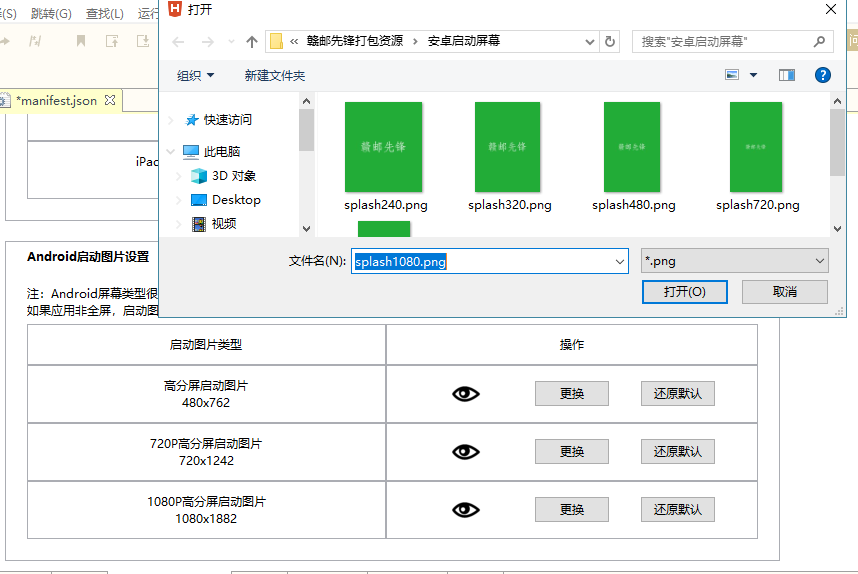 (S) 跳转(G) 查找(L) 运行
打开
« 赣邮先锋打包资源 › 安卓启动屏幕
搜索"安卓启动屏幕"
组织 新建文件夹
*manifest.json
快速访问
此电脑
3D 对象
Desktop
视频
赣邮先锋 赣邮先锋 赣邮先锋 赣邮先锋
splash240.png splash320.png splash480.png splash720.png
iPad
文件名(N): splash1080.png *.png
打开(O) 取消
Android启动图片设置
注：Android屏幕类型很
如果应用非全屏，启动图
启动图片类型 操作
高分屏启动图片
480x762
更换 还原默认
720P高分屏启动图片
720x1242
更换 还原默认
1080P高分屏启动图片
1080x1882
更换 还原默认